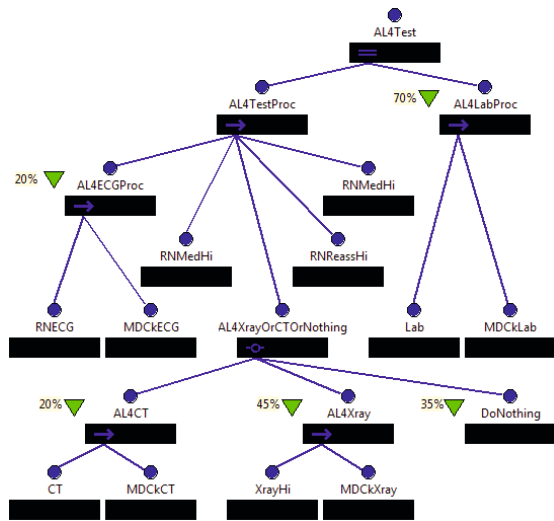 AL4Test
AL4TestProc
70%
AL4LabProc
20%
AL4ECGProc
RNMedHi
RNMedHi
RNReassHi
RNECG
MDCkECG
AL4XrayOrCTOrNothing
Lab
MDCkLab
20%
AL4CT
45%
AL4Xray
35%
DoNothing
CT
MDCkCT
XrayHi
MDCkXray